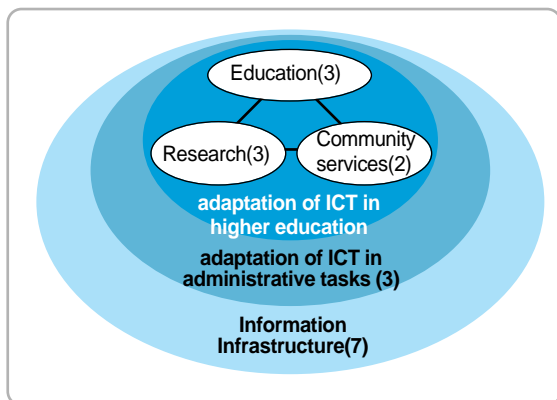 Education(3)
Research(3)
Community
services(2)
adaptation of ICT in
higher education
adaptation of ICT in
administrative tasks (3)
Information
Infrastructure(7)